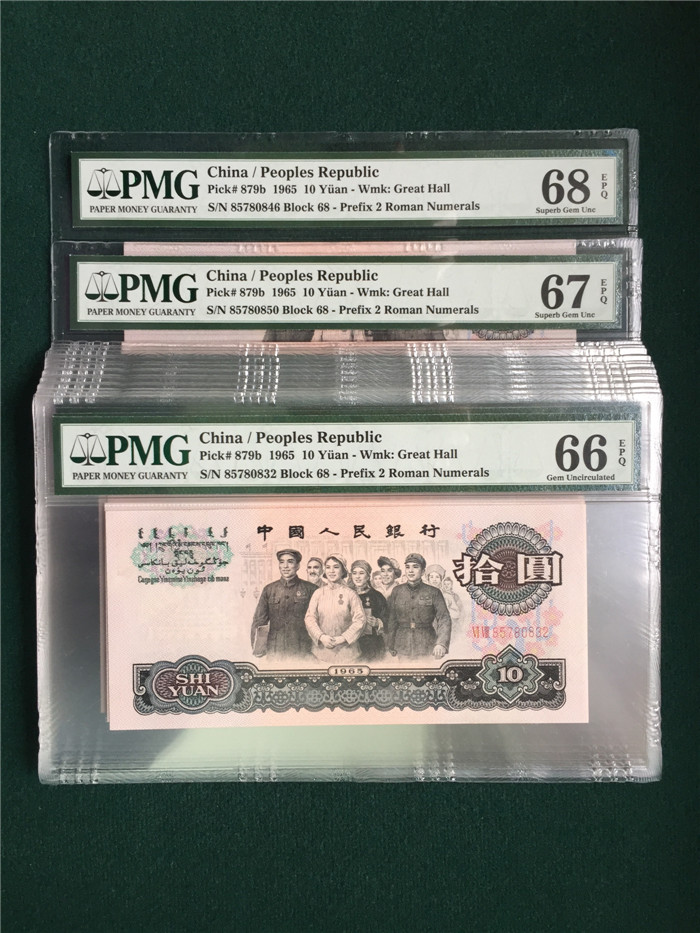 PMG
PAPER MONEY GUARANTY
China / Peoples Republic
Pick# 879b 1965 10 Yüan - Wmk: Great Hall
S/N 85780846 Block 68 - Prefix 2 Roman Numerals
68 EPQ
Superb Gem Unc
PMG
PAPER MONEY GUARANTY
China / Peoples Republic
Pick# 879b 1965 10 Yüan - Wmk: Great Hall
S/N 85780850 Block 68 - Prefix 2 Roman Numerals
67 EPQ
Superb Gem Unc
PMG
PAPER MONEY GUARANTY
China / Peoples Republic
Pick# 879b 1965 10 Yüan - Wmk: Great Hall
S/N 85780832 Block 68 - Prefix 2 Roman Numerals
66 EPQ
Gem Uncirculated
中國人民銀行
拾圓
VI VIII 85780832
1965
SHI
YUAN
10